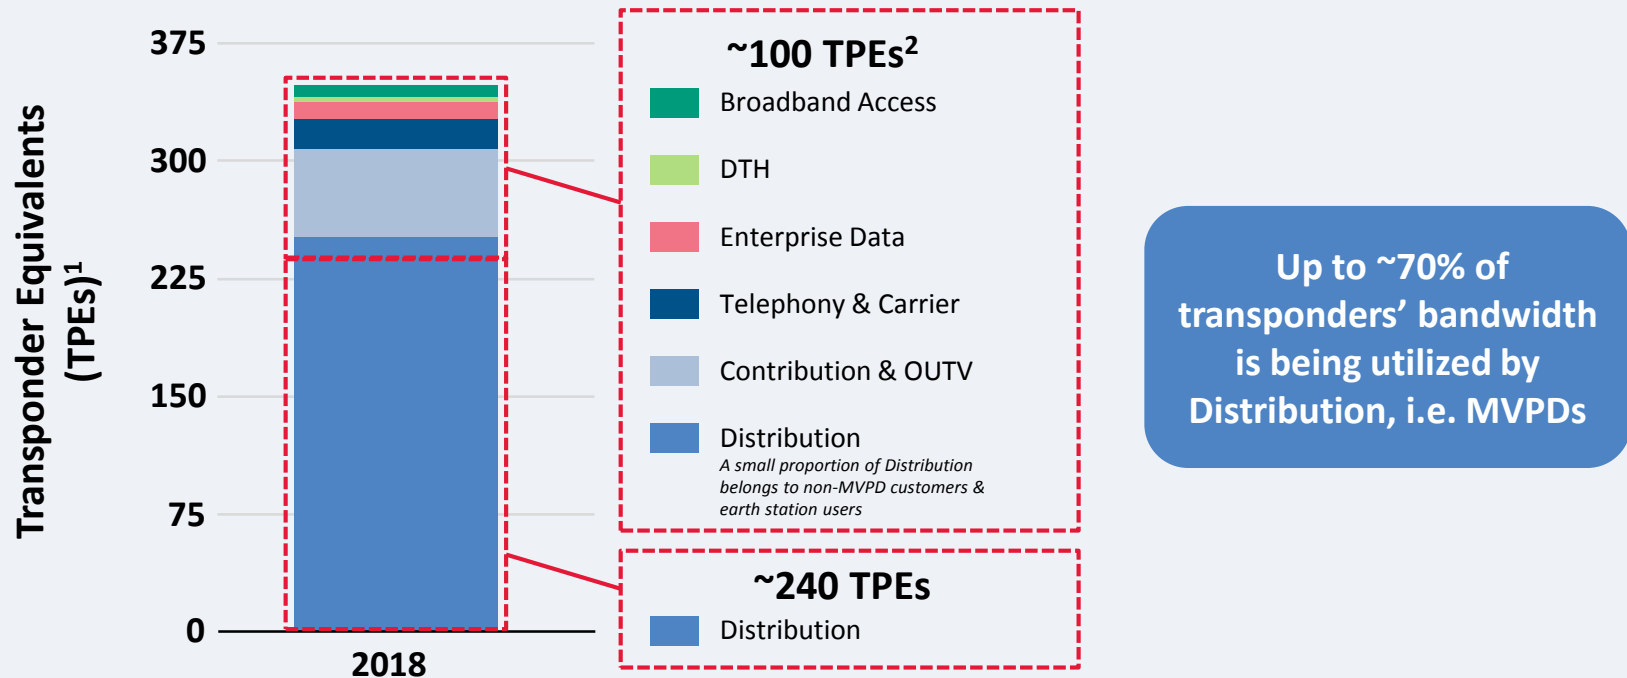 Transponder Equivalents
(TPEs)1
375
300
225
150
75
0
2018
~100 TPEs2
Broadband Access
DTH
Enterprise Data
Telephony & Carrier
Contribution & OUTV
Distribution
A small proportion of Distribution
belongs to non-MVPD customers &
earth station users
~240 TPEs
Distribution
Up to ~70% of
transponders’ bandwidth
is being utilized by
Distribution, i.e. MVPDs